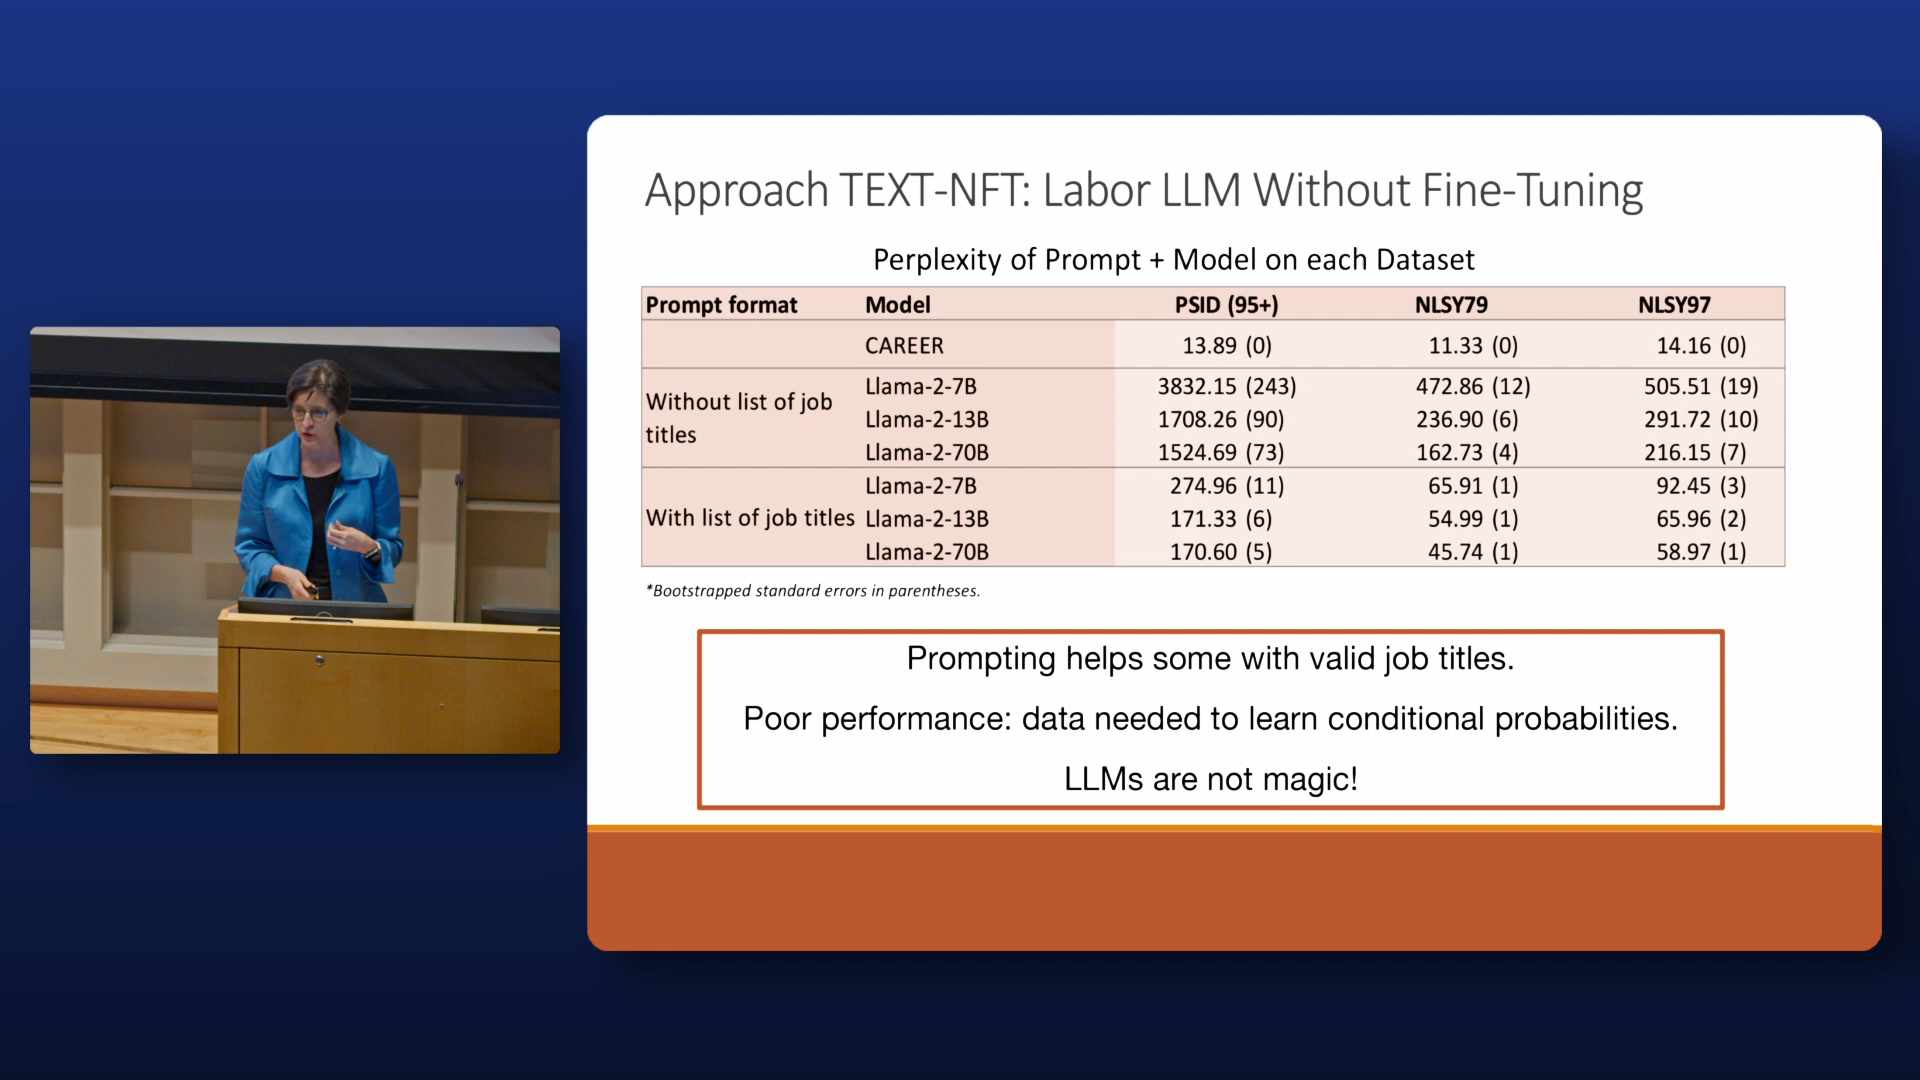 Approach TEXT-NFT: Labor LLM Without Fine-Tuning
Perplexity of Prompt + Model on each Dataset
Prompt format Model PSID (95+) NLSY79 NLSY97
CAREER 13.89 (0) 11.33 (0) 14.16 (0)
Without list of job titles
Llama-2-7B 3832.15 (243) 472.86 (12) 505.51 (19)
Llama-2-13B 1708.26 (90) 236.90 (6) 291.72 (10)
Llama-2-70B 1524.69 (73) 162.73 (4) 216.15 (7)
With list of job titles
Llama-2-7B 274.96 (11) 65.91 (1) 92.45 (3)
Llama-2-13B 171.33 (6) 54.99 (1) 65.96 (2)
Llama-2-70B 170.60 (5) 45.74 (1) 58.97 (1)
*Bootstrapped standard errors in parentheses.
Prompting helps some with valid job titles.
Poor performance: data needed to learn conditional probabilities.
LLMs are not magic!